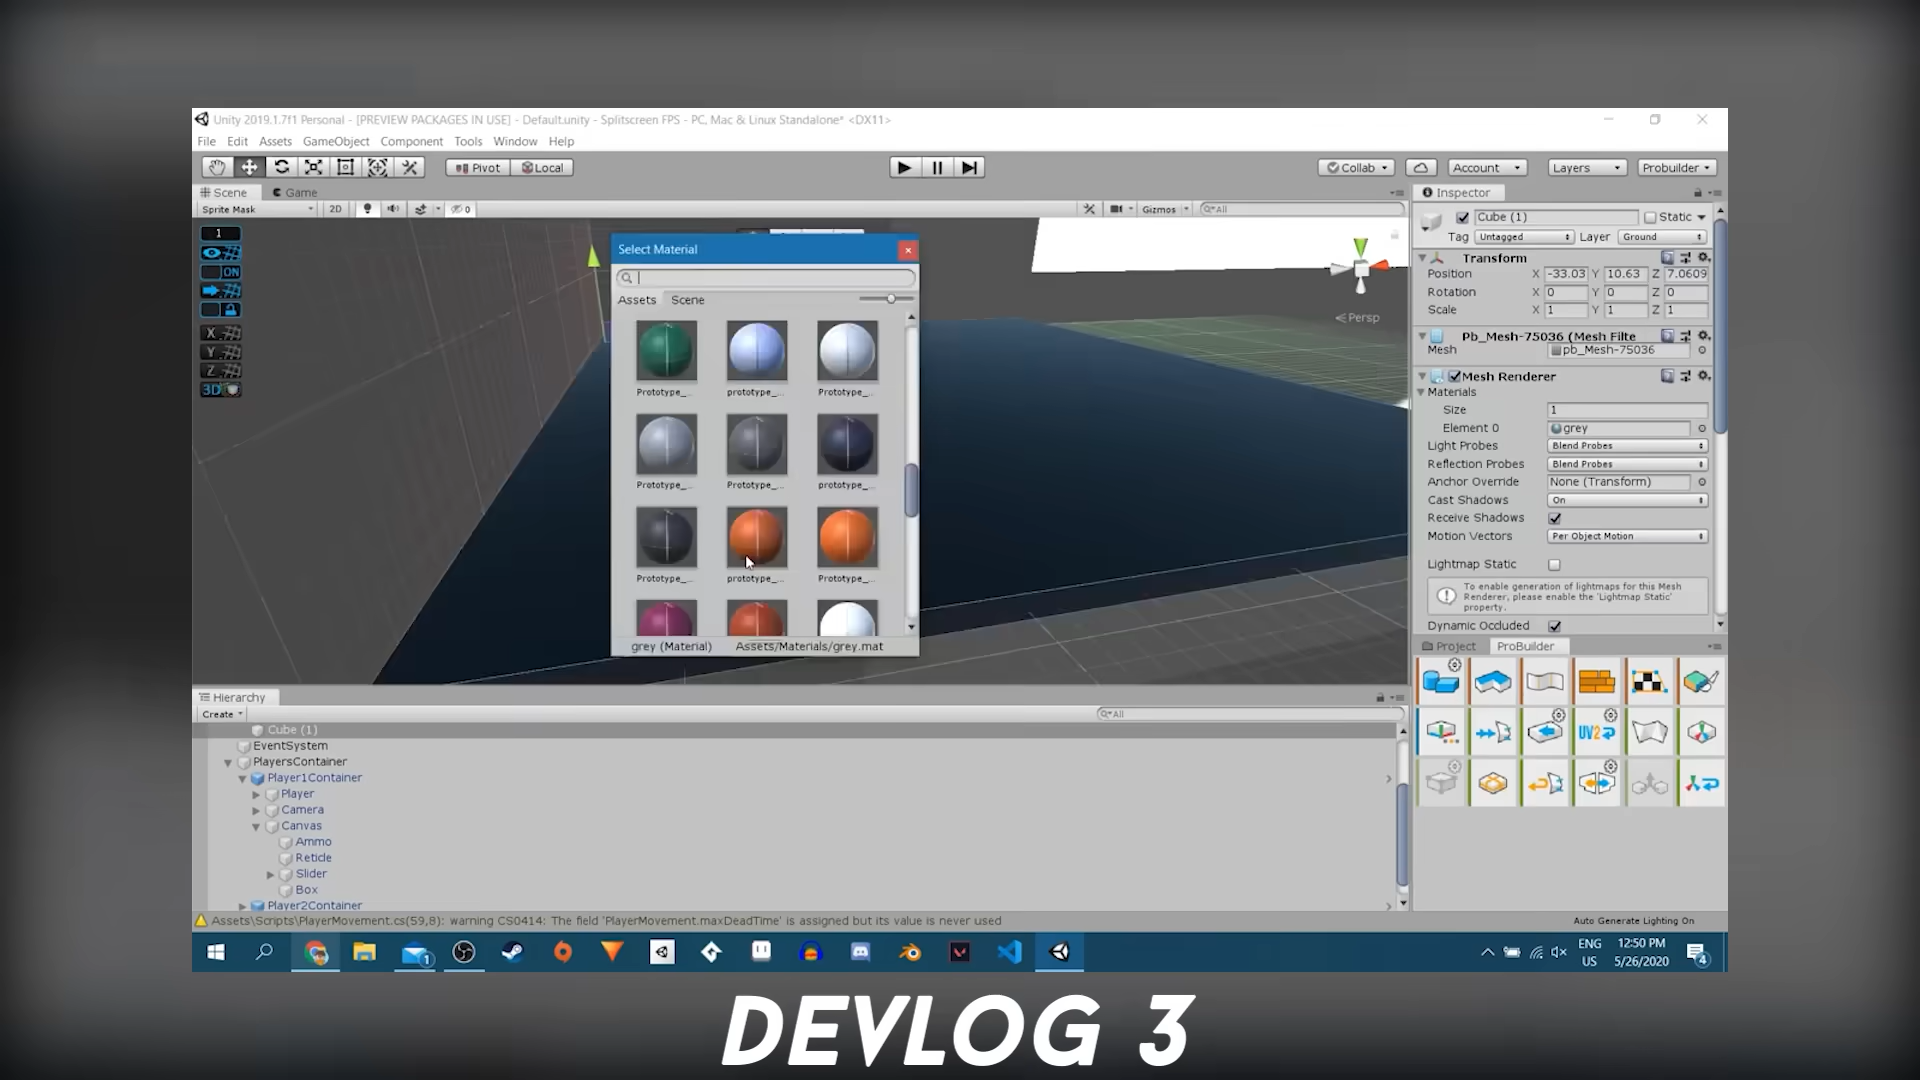 Unity 2019.1.7f1 Personal - [PREVIEW PACKAGES IN USE] - Default.unity - Splitscreen FPS - PC, Mac & Linux Standalone* <DX11>
File Edit Assets GameObject Component Tools Window Help
Pivot Local Collab Account Layers Probuilder
Scene Game
Sprite Mask 2D 0 Gizmos All
1
ON
X
Y
Z
3D
Persp
Select Material
Assets Scene
Prototype_... prototype_... Prototype_...
Prototype_... Prototype_... prototype_...
Prototype_... prototype_... Prototype_...
grey (Material) Assets/Materials/grey.mat
Inspector
Cube (1) Static
Tag Untagged Layer Ground
Transform
Position X -33.03 Y 10.63 Z 7.0609
Rotation X 0 Y 0 Z 0
Scale X 1 Y 1 Z 1
Pb_Mesh-75036 (Mesh Filte
Mesh pb_Mesh-75036
Mesh Renderer
Materials
Size 1
Element 0 grey
Light Probes Blend Probes
Reflection Probes Blend Probes
Anchor Override None (Transform)
Cast Shadows On
Receive Shadows
Motion Vectors Per Object Motion
Lightmap Static
To enable generation of lightmaps for this Mesh
Renderer, please enable the 'Lightmap Static'
property.
Dynamic Occluded
Project ProBuilder
UV2
Hierarchy
Create All
Cube (1)
EventSystem
PlayersContainer
Player1Container
Player
Camera
Canvas
Ammo
Reticle
Slider
Box
Player2Container
Assets\Scripts\PlayerMovement.cs(59,8): warning CS0414: The field 'PlayerMovement.maxDeadTime' is assigned but its value is never used
Auto Generate Lighting On
1
ENG
US
12:50 PM
5/26/2020
4
DEVLOG 3